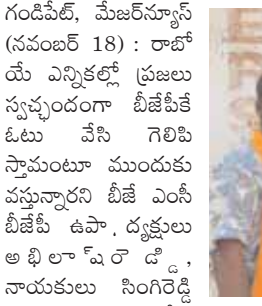 గండిపేట్, మేజర్‌న్యూస్
(నవంబర్ 18) : రాబో
యే ఎన్నికల్లో ప్రజలు
స్వచ్ఛందంగా బీజేపీకే
ఓటు వేసి గెలిపి
స్తామంటూ ముందుకు
వస్తున్నారని బీజే ఎంసీ
బీజేపీ ఉపా. ద్యక్షులు
అభిలా ష్ రెడ్డి ,
నాయకులు సింగిరెడ్డి